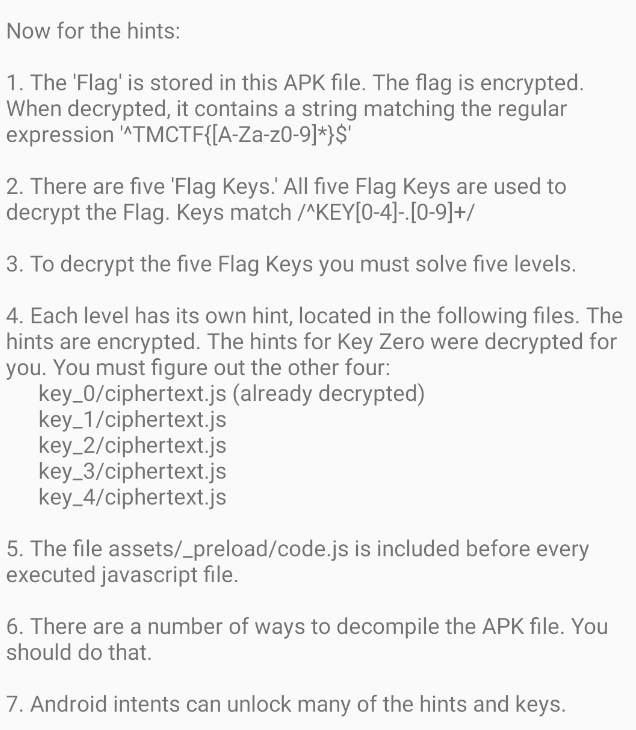 Now for the hints:
1. The 'Flag' is stored in this APK file. The flag is encrypted.
When decrypted, it contains a string matching the regular
expression '^TMCTF{[A-Za-z0-9]*}$'
2. There are five 'Flag Keys.' All five Flag Keys are used to
decrypt the Flag. Keys match /^KEY[0-4]-.[0-9]+/
3. To decrypt the five Flag Keys you must solve five levels.
4. Each level has its own hint, located in the following files. The
hints are encrypted. The hints for Key Zero were decrypted for
you. You must figure out the other four:
key_0/ciphertext.js (already decrypted)
key_1/ciphertext.js
key_2/ciphertext.js
key_3/ciphertext.js
key_4/ciphertext.js
5. The file assets/_preload/code.js is included before every
executed javascript file.
6. There are a number of ways to decompile the APK file. You
should do that.
7. Android intents can unlock many of the hints and keys.